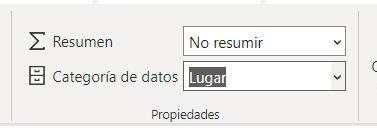 Resumen No resumir
Categoría de datos Lugar
Propiedades